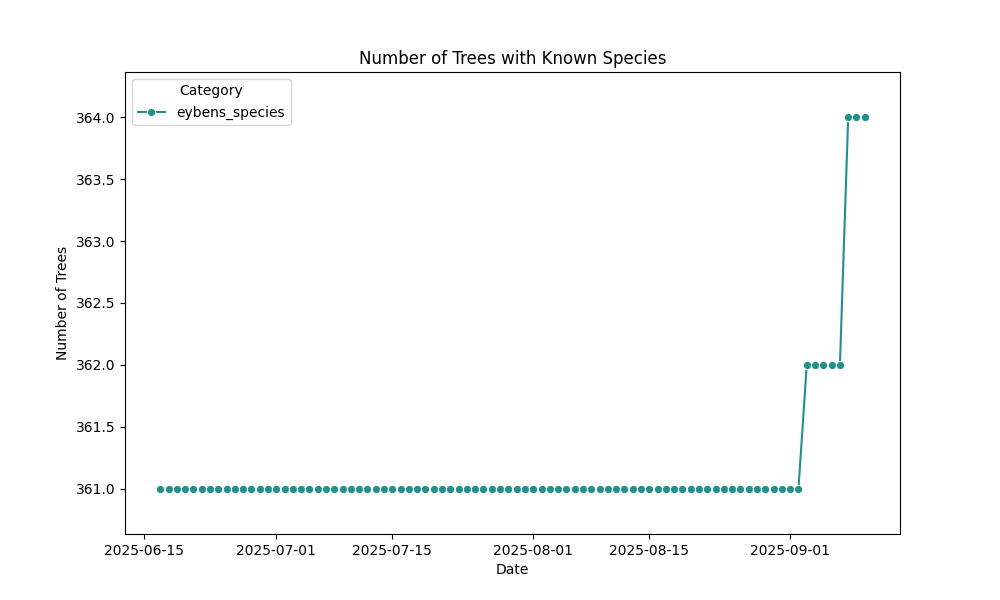 Number of Trees with Known Species
Category
eybens_species
364.0
363.5
363.0
362.5
362.0
361.5
361.0
Number of Trees
2025-06-15 2025-07-01 2025-07-15 2025-08-01 2025-08-15 2025-09-01
Date